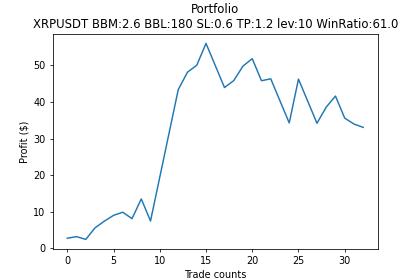 Portfolio
XRPUSDT BBM:2.6 BBL:180 SL:0.6 TP:1.2 lev:10 WinRatio:61.0
50
40
30
20
10
0
Profit ($)
0 5 10 15 20 25 30
Trade counts